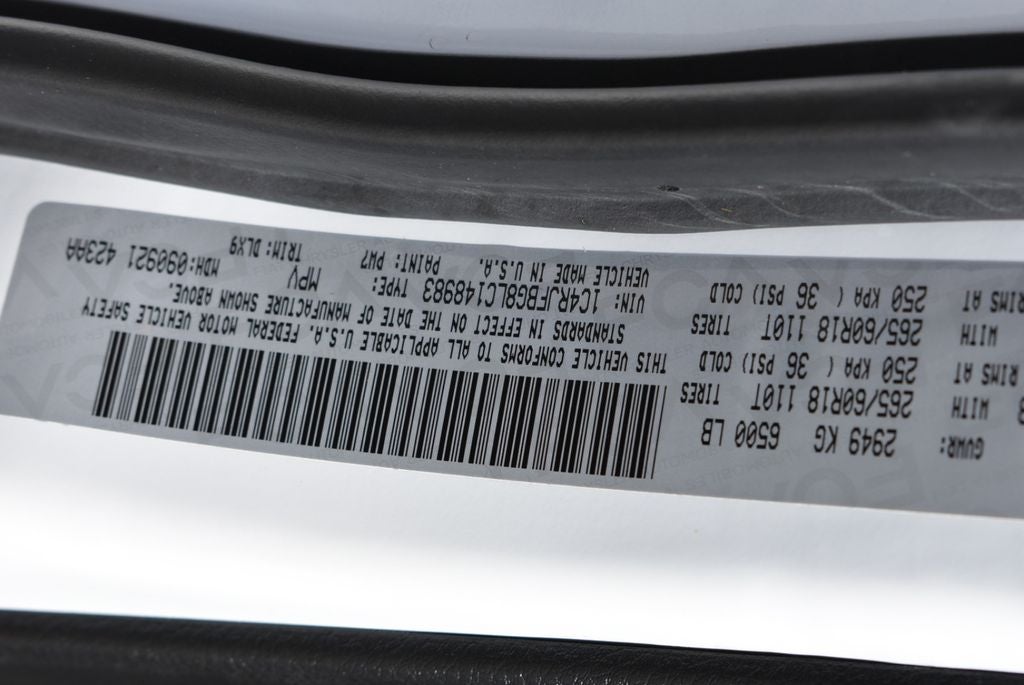 GVWR: 2949 KG 6500 LB
WITH 265/60R18 110T TIRES
RIMS AT 250 KPA ( 36 PSI) COLD
WITH 265/60R18 110T TIRES
RIMS AT 250 KPA ( 36 PSI) COLD
THIS VEHICLE CONFORMS TO ALL APPLICABLE U.S.A. FEDERAL MOTOR VEHICLE SAFETY
STANDARDS IN EFFECT ON THE DATE OF MANUFACTURE SHOWN ABOVE.
VIN: 1C4RJFBG8LC148983 TYPE: MPV MDH:090921 423AA
VEHICLE MADE IN U.S.A. PAINT: PW7 TRIM: DLX9